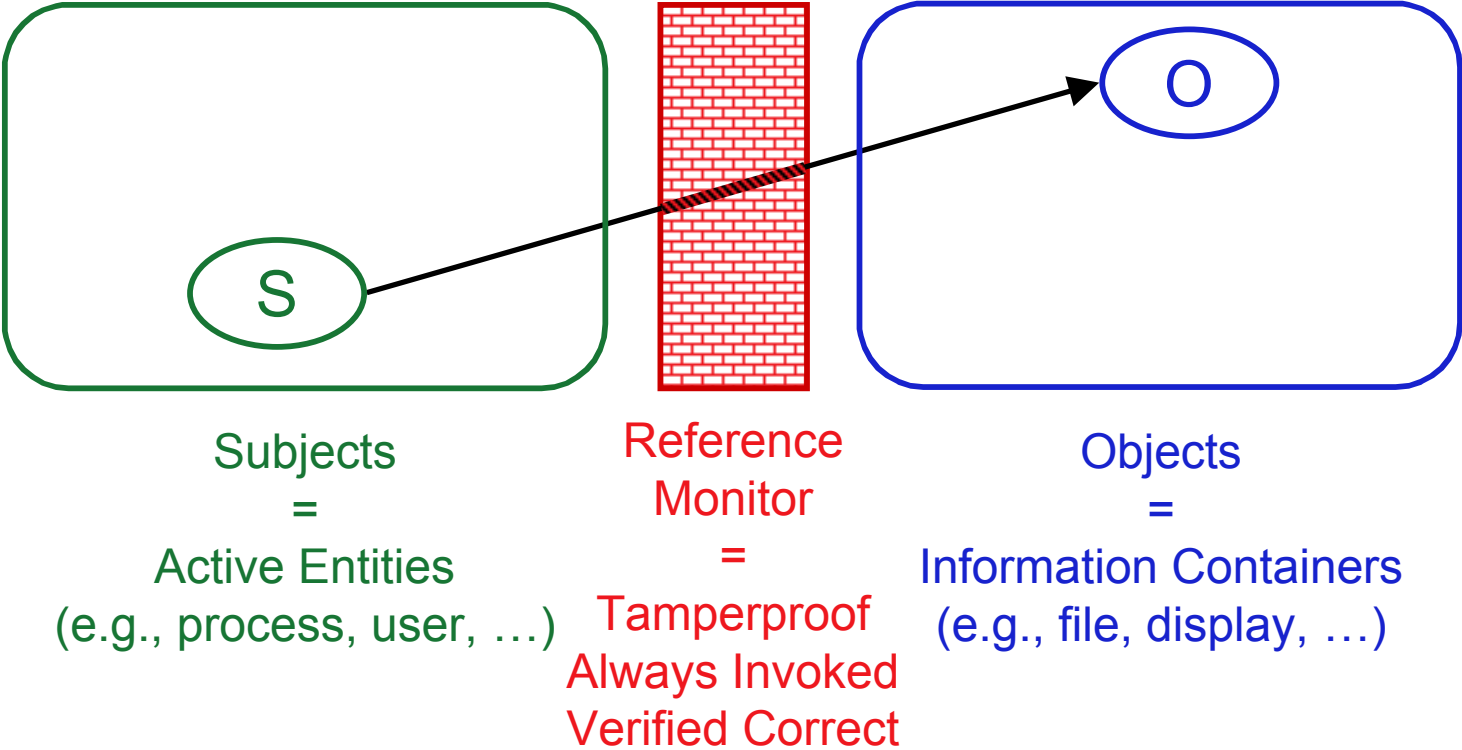 S
O
Subjects
=
Active Entities
(e.g., process, user, …)
Reference
Monitor
=
Tamperproof
Always Invoked
Verified Correct
Objects
=
Information Containers
(e.g., file, display, …)